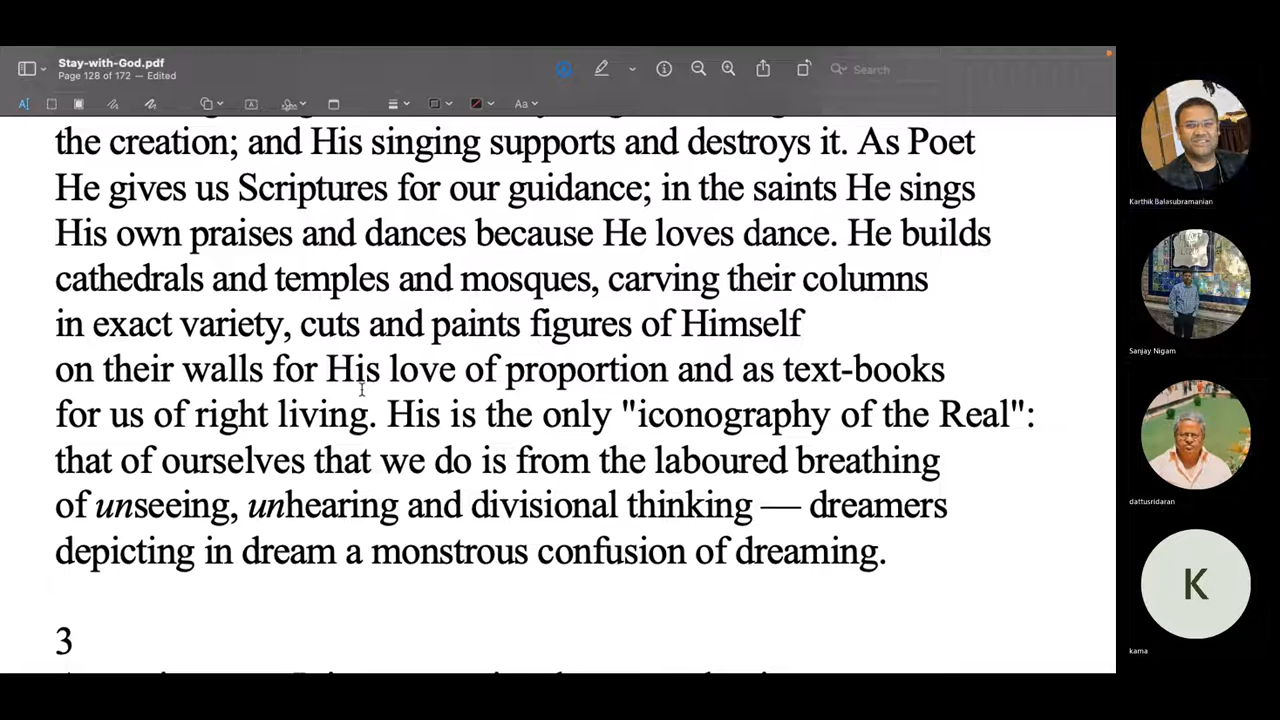 Stay-with-God.pdf
Page 128 of 172 — Edited
Search
Aa
the creation; and His singing supports and destroys it. As Poet
He gives us Scriptures for our guidance; in the saints He sings
His own praises and dances because He loves dance. He builds
cathedrals and temples and mosques, carving their columns
in exact variety, cuts and paints figures of Himself
on their walls for His love of proportion and as text-books
for us of right living. His is the only "iconography of the Real":
that of ourselves that we do is from the laboured breathing
of unseeing, unhearing and divisional thinking — dreamers
depicting in dream a monstrous confusion of dreaming.
3
Karthik Balasubramanian
Sanjay Nigam
dattusridaran
K
kama